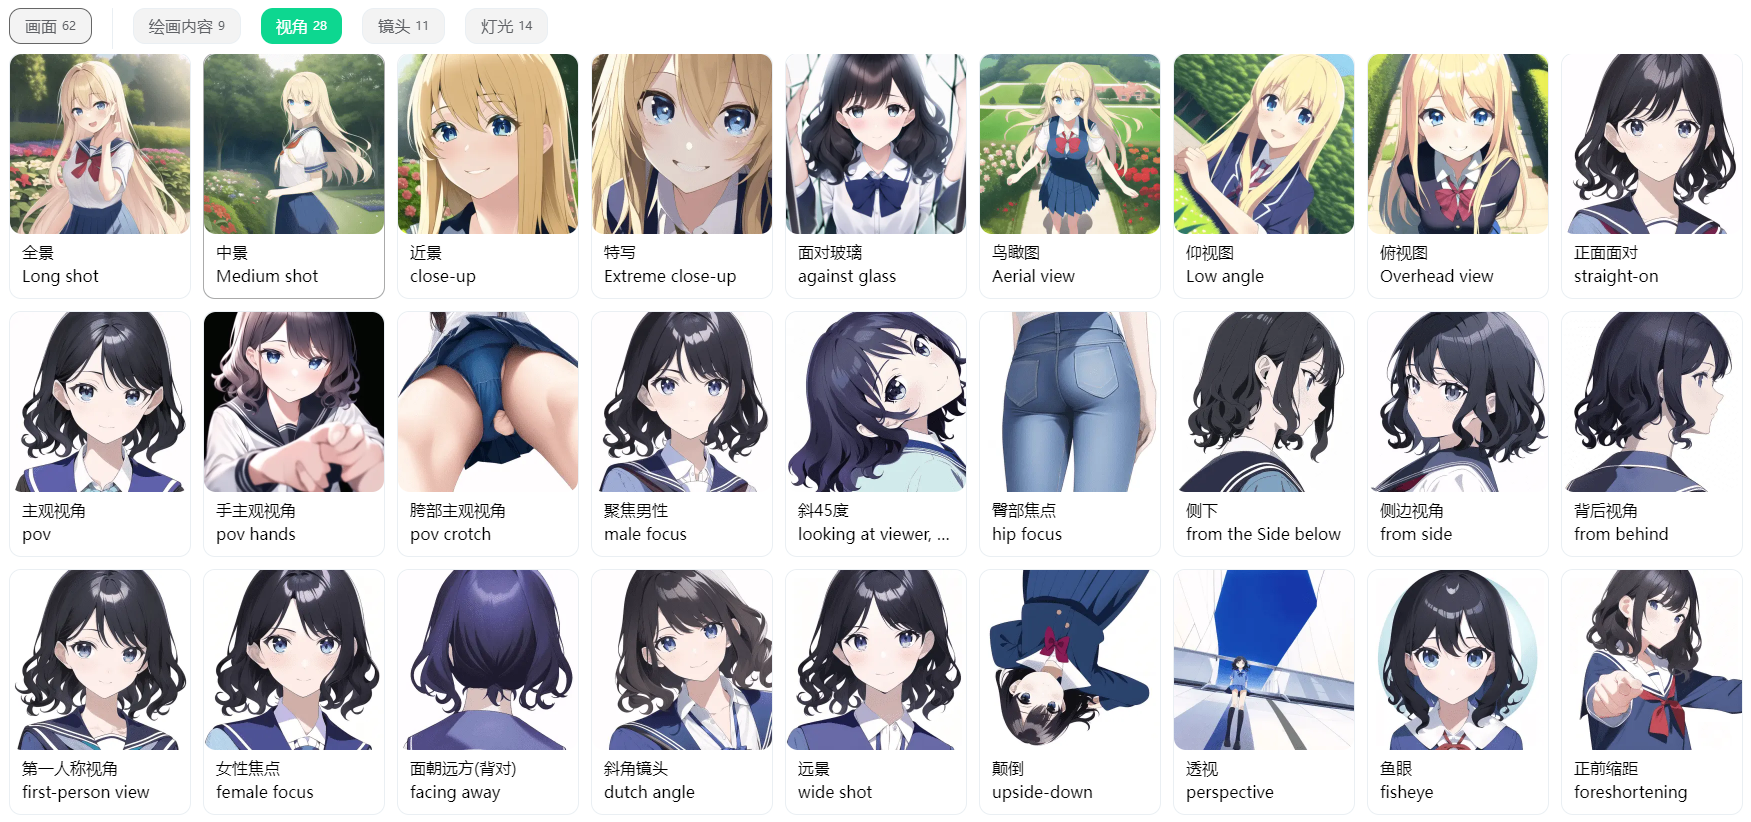 画面 62
绘画内容 9
视角 28
镜头 11
灯光 14
全景
Long shot
中景
Medium shot
近景
close-up
特写
Extreme close-up
面对玻璃
against glass
鸟瞰图
Aerial view
仰视图
Low angle
俯视图
Overhead view
正面面对
straight-on
主观视角
pov
手主观视角
pov hands
胯部主观视角
pov crotch
聚焦男性
male focus
斜45度
looking at viewer, ...
臀部焦点
hip focus
侧下
from the Side below
侧边视角
from side
背后视角
from behind
第一人称视角
first-person view
女性焦点
female focus
面朝远方(背对)
facing away
斜角镜头
dutch angle
远景
wide shot
颠倒
upside-down
透视
perspective
鱼眼
fisheye
正前缩距
foreshortening